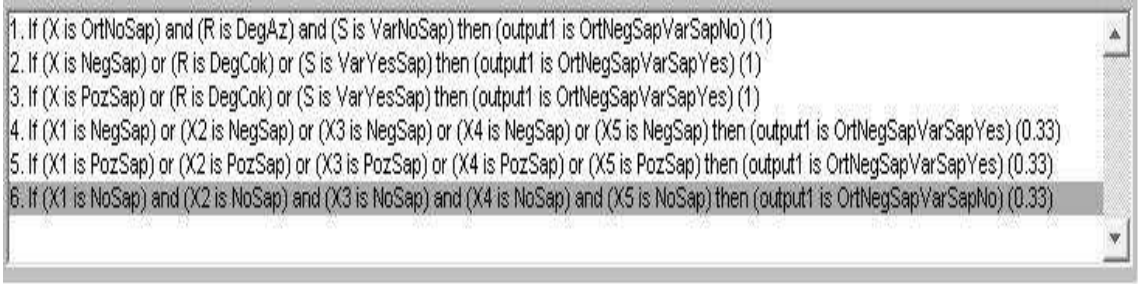 1. If (X is OrtNoSap) and (R is DegAz) and (S is VarNoSap) then (output1 is OrtNegSapVarSapNo) (1)
2. If (X is NegSap) or (R is DegCok) or (S is VarYesSap) then (output1 is OrtNegSapVarSapYes) (1)
3. If (X is PozSap) or (R is DegCok) or (S is VarYesSap) then (output1 is OrtNegSapVarSapYes) (1)
4. If (X1 is NegSap) or (X2 is NegSap) or (X3 is NegSap) or (X4 is NegSap) or (X5 is NegSap) then (output1 is OrtNegSapVarSapYes) (0.33)
5. If (X1 is PozSap) or (X2 is PozSap) or (X3 is PozSap) or (X4 is PozSap) or (X5 is PozSap) then (output1 is OrtNegSapVarSapYes) (0.33)
6. If (X1 is NoSap) and (X2 is NoSap) and (X3 is NoSap) and (X4 is NoSap) and (X5 is NoSap) then (output1 is OrtNegSapVarSapNo) (0.33)